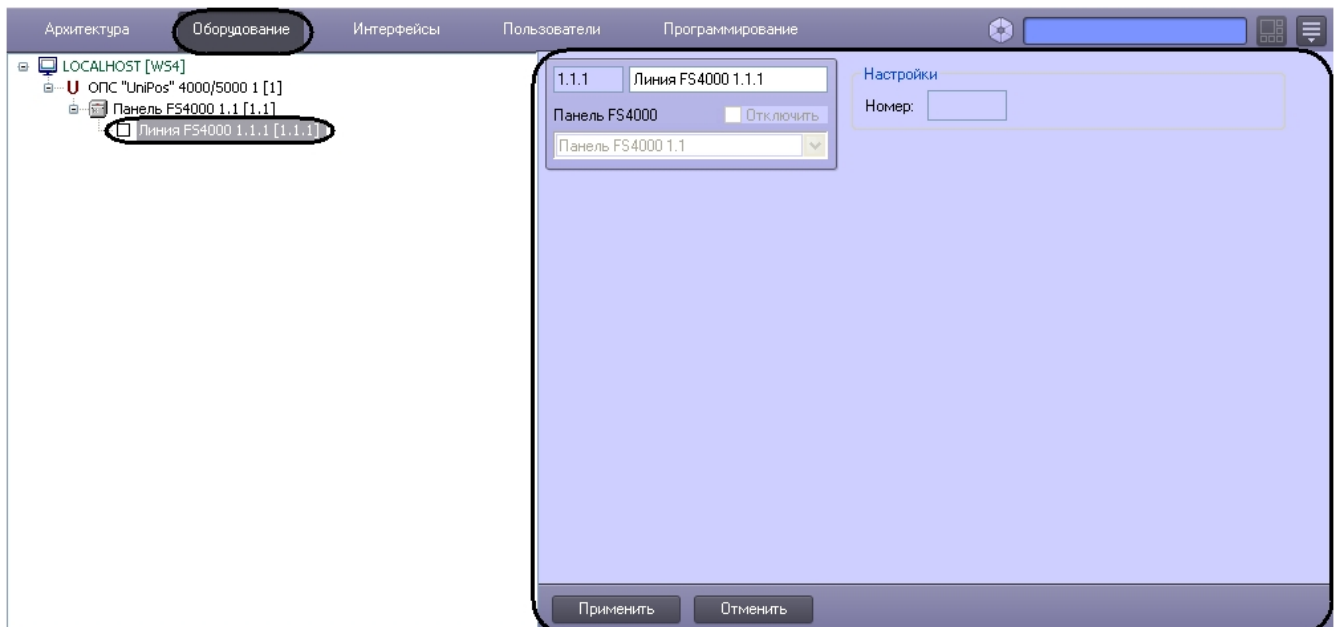 Архитектура Оборудование Интерфейсы Пользователи Программирование
LOCALHOST [WS4]
U ОПС "UniPos" 4000/5000 1 [1]
Панель FS4000 1.1 [1.1]
Линия FS4000 1.1.1 [1.1.1]
1.1.1 Линия FS4000 1.1.1
Панель FS4000 Отключить
Панель FS4000 1.1
Настройки
Номер:
Применить Отменить